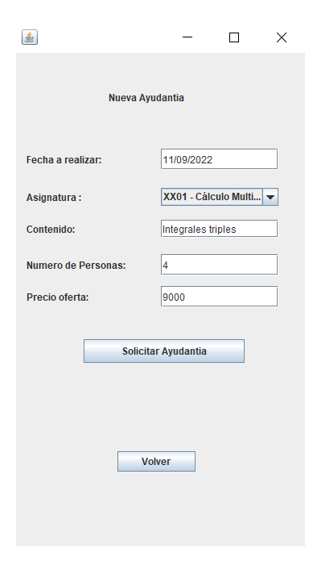 Nueva Ayudantia
Fecha a realizar: 11/09/2022
Asignatura : XX01 - Cálculo Multi...
Contenido: Integrales triples
Numero de Personas: 4
Precio oferta: 9000
Solicitar Ayudantia
Volver